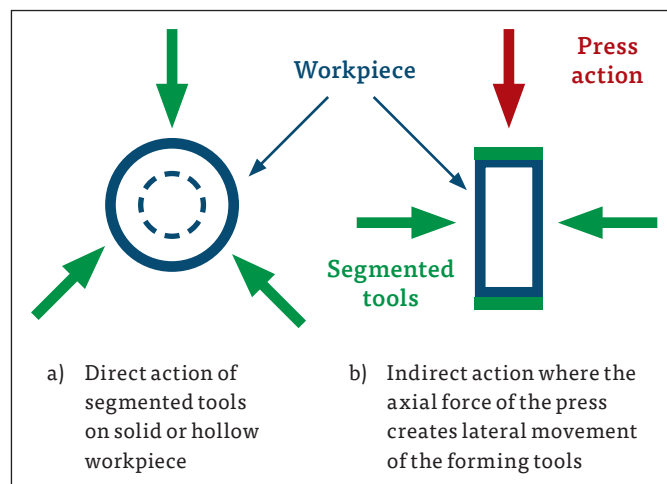 Press
action
Workpiece
Segmented
tools
a) Direct action of
segmented tools
on solid or hollow
workpiece
b) Indirect action where the
axial force of the press
creates lateral movement
of the forming tools